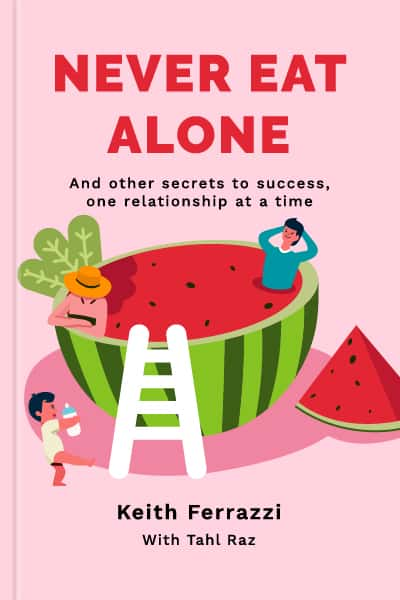 NEVER EAT
ALONE
And other secrets to success,
one relationship at a time
Keith Ferrazzi
With Tahl Raz